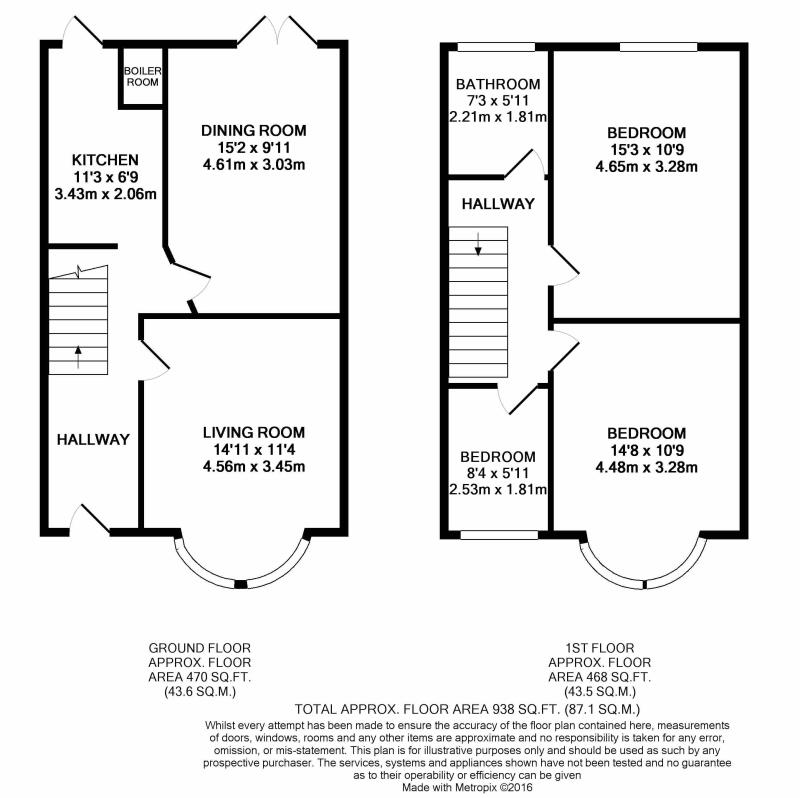 BOILER
ROOM
DINING ROOM
15'2 x 9'11
4.61m x 3.03m
KITCHEN
11'3 x 6'9
3.43m x 2.06m
LIVING ROOM
14'11 x 11'4
4.56m x 3.45m
HALLWAY
BATHROOM
7'3 x 5'11
2.21m x 1.81m
BEDROOM
15'3 x 10'9
4.65m x 3.28m
HALLWAY
BEDROOM
14'8 x 10'9
4.48m x 3.28m
BEDROOM
8'4 x 5'11
2.53m x 1.81m
GROUND FLOOR
APPROX. FLOOR
AREA 470 SQ.FT.
(43.6 SQ.M.)
1ST FLOOR
APPROX. FLOOR
AREA 468 SQ.FT.
(43.5 SQ.M.)
TOTAL APPROX. FLOOR AREA 938 SQ.FT. (87.1 SQ.M.)
Whilst every attempt has been made to ensure the accuracy of the floor plan contained here, measurements
of doors, windows, rooms and any other items are approximate and no responsibility is taken for any error,
omission, or mis-statement. This plan is for illustrative purposes only and should be used as such by any
prospective purchaser. The services, systems and appliances shown have not been tested and no guarantee
as to their operability or efficiency can be given
Made with Metropix ©2016